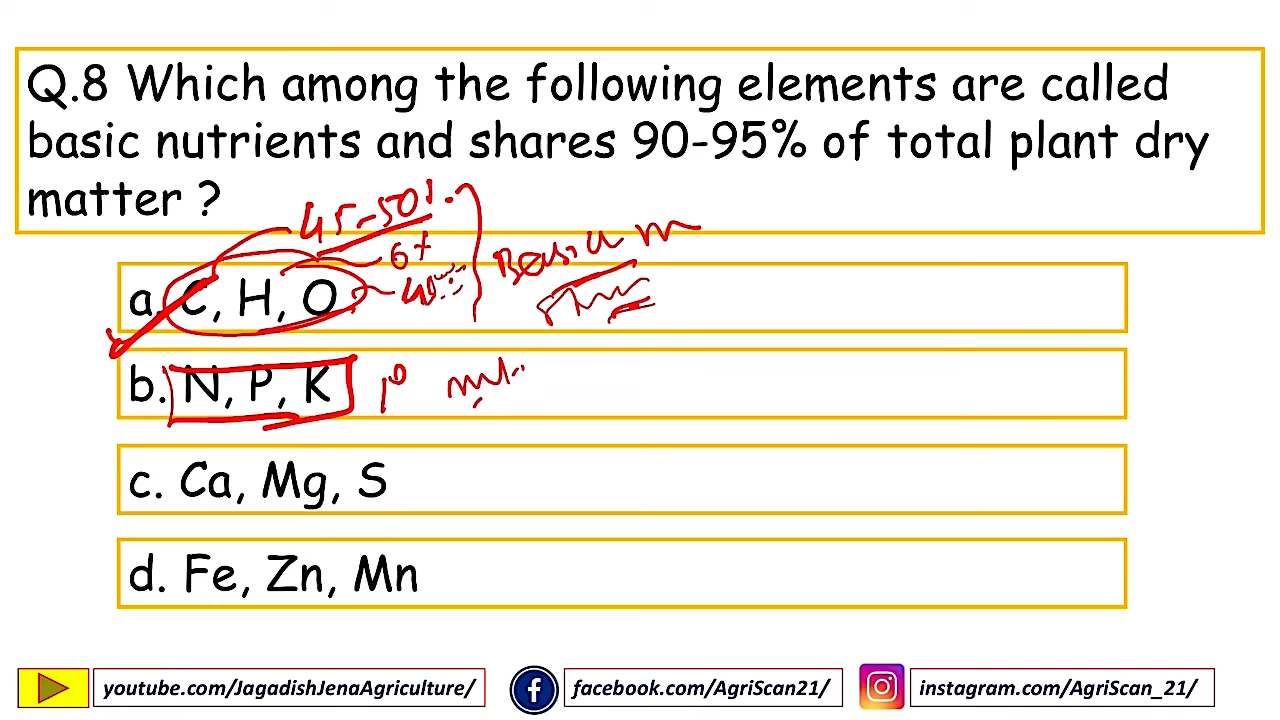 Q.8 Which among the following elements are called
basic nutrients and shares 90-95% of total plant dry
matter ?
45-50%
6%
a. C, H, O
b. N, P, K
c. Ca, Mg, S
d. Fe, Zn, Mn
youtube.com/JagadishJenaAgriculture/
facebook.com/AgriScan21/
instagram.com/AgriScan_21/